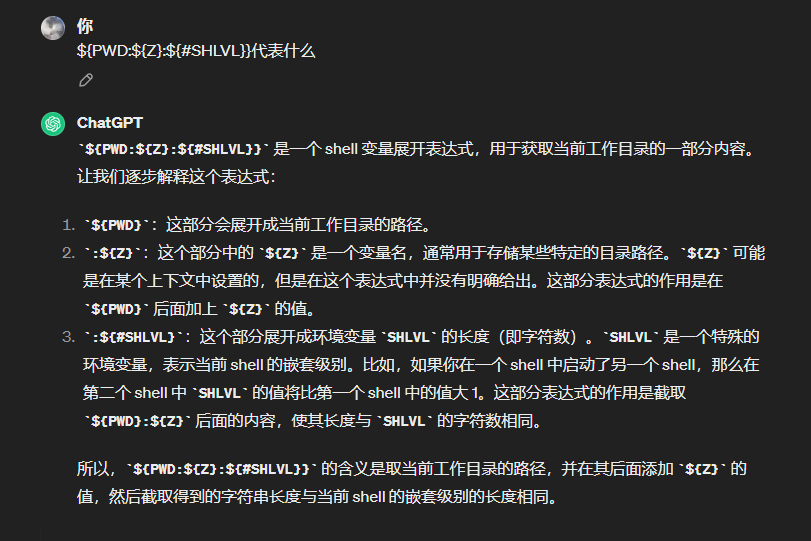 你
${PWD:${Z}:${#SHLVL}}代表什么
ChatGPT
`${PWD:${Z}:${#SHLVL}}` 是一个 shell 变量展开表达式，用于获取当前工作目录的一部分内容。
让我们逐步解释这个表达式：
1. `${PWD}`：这部分会展开成当前工作目录的路径。
2. `:${Z}`：这个部分中的 `${Z}` 是一个变量名，通常用于存储某些特定的目录路径。`${Z}` 可能
是在某个上下文中设置的，但是在这个表达式中并没有明确给出。这部分表达式的作用是在
`${PWD}` 后面加上 `${Z}` 的值。
3. `:${#SHLVL}`：这个部分展开成环境变量 `SHLVL` 的长度（即字符数）。`SHLVL` 是一个特殊的
环境变量，表示当前 shell 的嵌套级别。比如，如果你在一个 shell 中启动了另一个 shell，那么在
第二个 shell 中 `SHLVL` 的值将比第一个 shell 中的值大 1。这部分表达式的作用是截取
`${PWD}:${Z}` 后面的内容，使其长度与 `SHLVL` 的字符数相同。
所以，`${PWD:${Z}:${#SHLVL}}` 的含义是取当前工作目录的路径，并在其后面添加 `${Z}` 的
值，然后截取得到的字符串长度与当前 shell 的嵌套级别的长度相同。